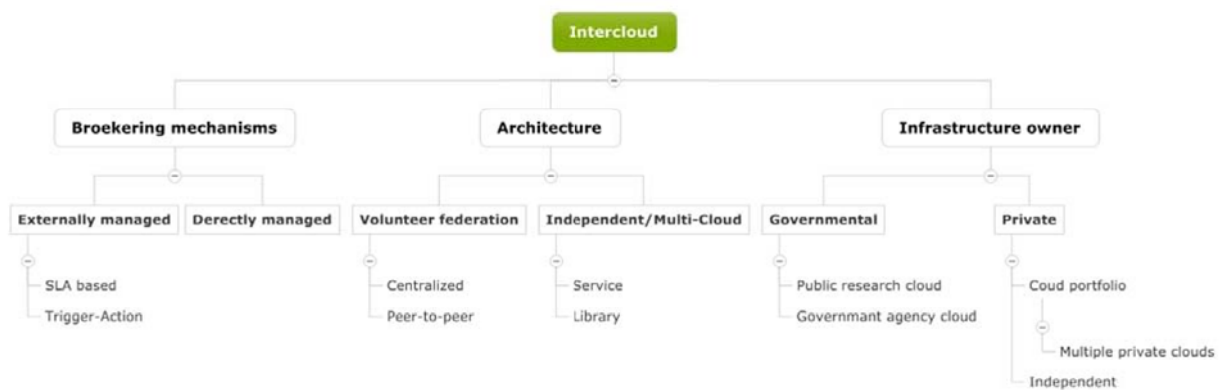 Intercloud
Broekering mechanisms
Architecture
Infrastructure owner
Externally managed
Derectly managed
Volunteer federation
Independent/Multi-Cloud
Governmental
Private
SLA based
Centralized
Service
Public research cloud
Coud portfolio
Trigger-Action
Peer-to-peer
Library
Governmant agency cloud
Multiple private clouds
Independent